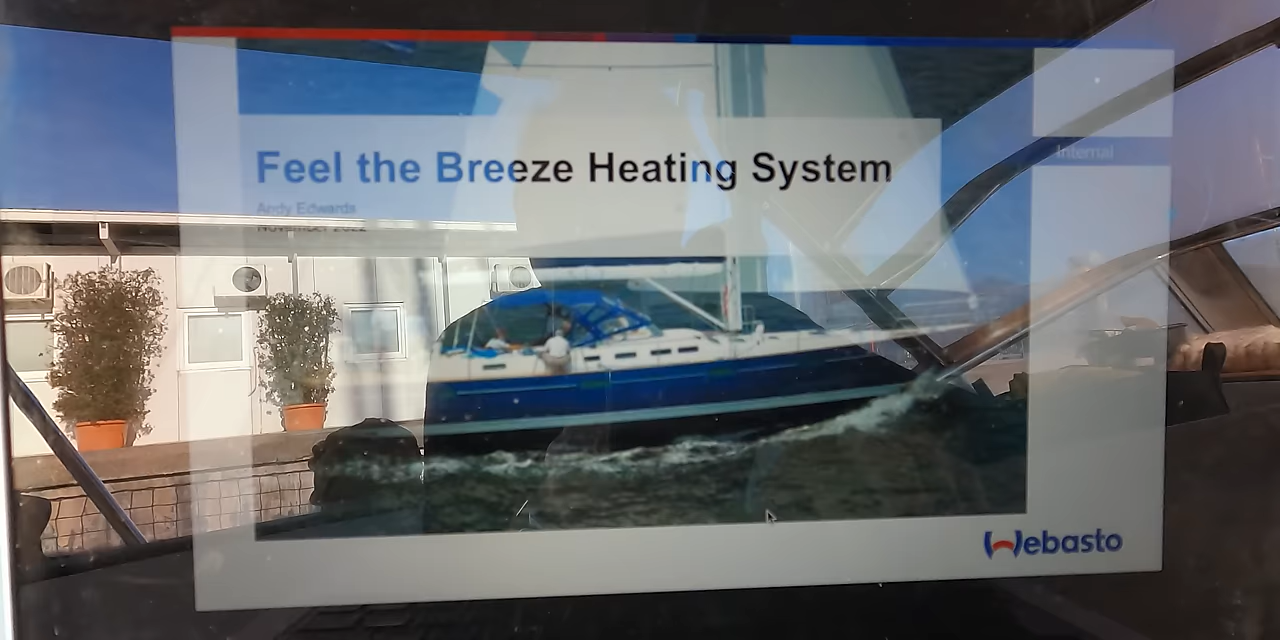 Feel the Breeze Heating System
Internal
Andy Edwards
November 2022
Webasto